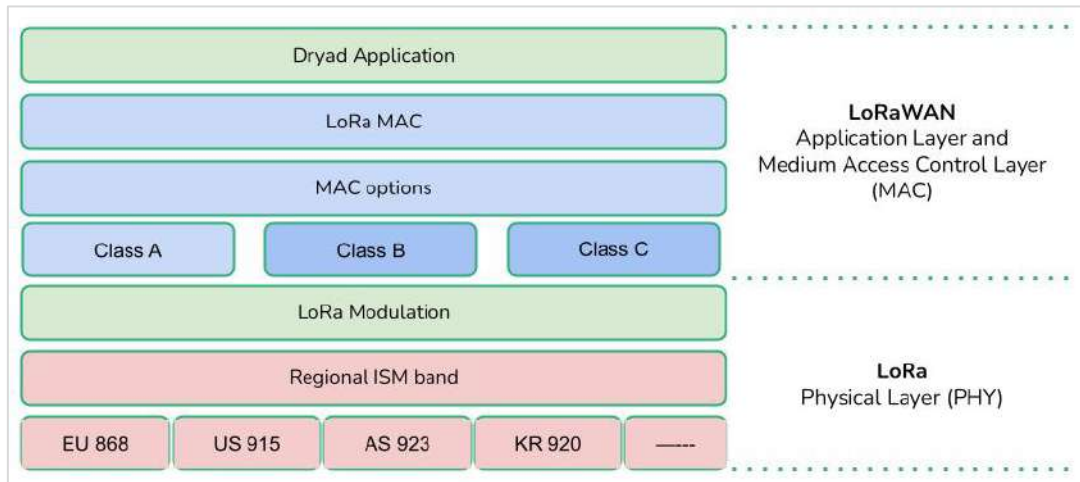 Dryad Application
LoRa MAC
MAC options
Class A
Class B
Class C
LoRa Modulation
Regional ISM band
EU 868
US 915
AS 923
KR 920
-----
LoRaWAN
Application Layer and
Medium Access Control Layer
(MAC)
LoRa
Physical Layer (PHY)